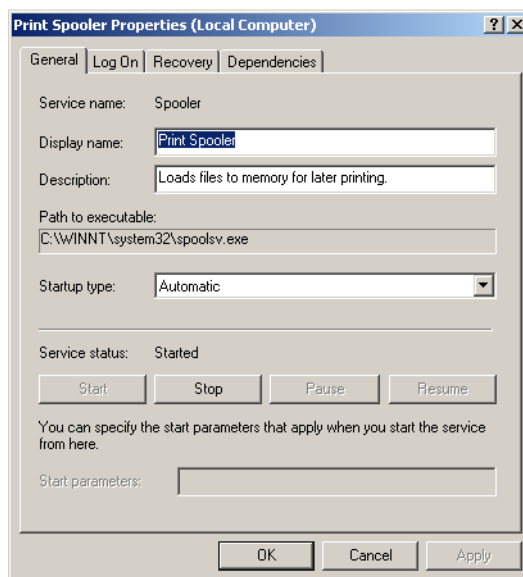 Print Spooler Properties (Local Computer)
General Log On Recovery Dependencies
Service name: Spooler
Display name: Print Spooler
Description: Loads files to memory for later printing.
Path to executable:
C:\WINNT\system32\spoolsv.exe
Startup type: Automatic
Service status: Started
Start Stop Pause Resume
You can specify the start parameters that apply when you start the service
from here.
Start parameters:
OK Cancel Apply